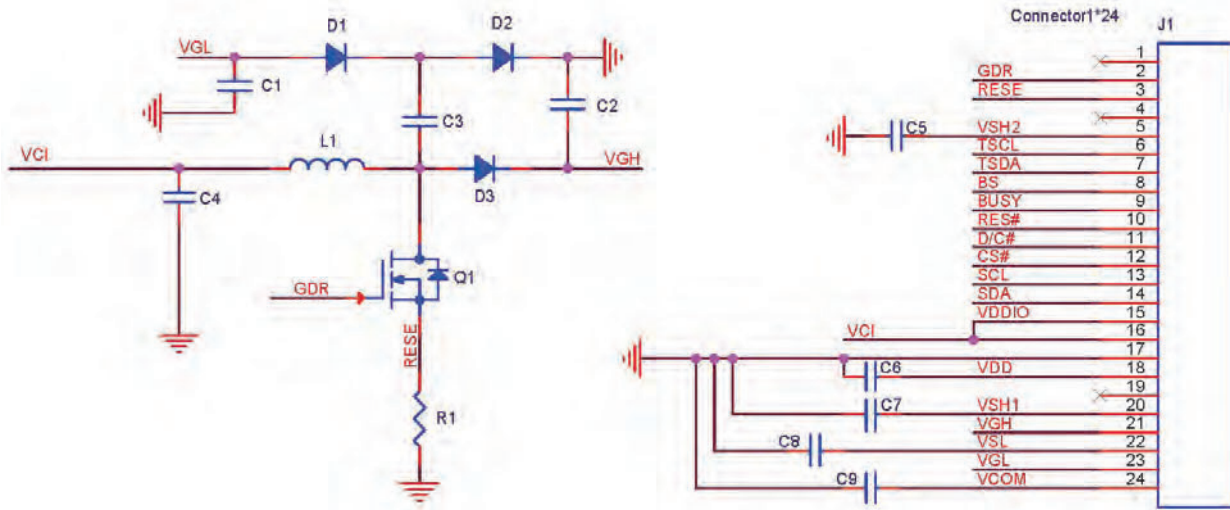 Connector1*24
J1
D1
D2
VGL
C1
C2
C3
L1
VCI
VGH
D3
C4
Q1
GDR
RESE
R1
1
GDR 2
RESE 3
4
C5 VSH2 5
TSCL 6
TSDA 7
BS 8
BUSY 9
RES# 10
D/C# 11
CS# 12
SCL 13
SDA 14
VDDIO 15
VCI 16
17
C6 VDD 18
19
C7 VSH1 20
VGH 21
C8 VSL 22
VGL 23
C9 VCOM 24